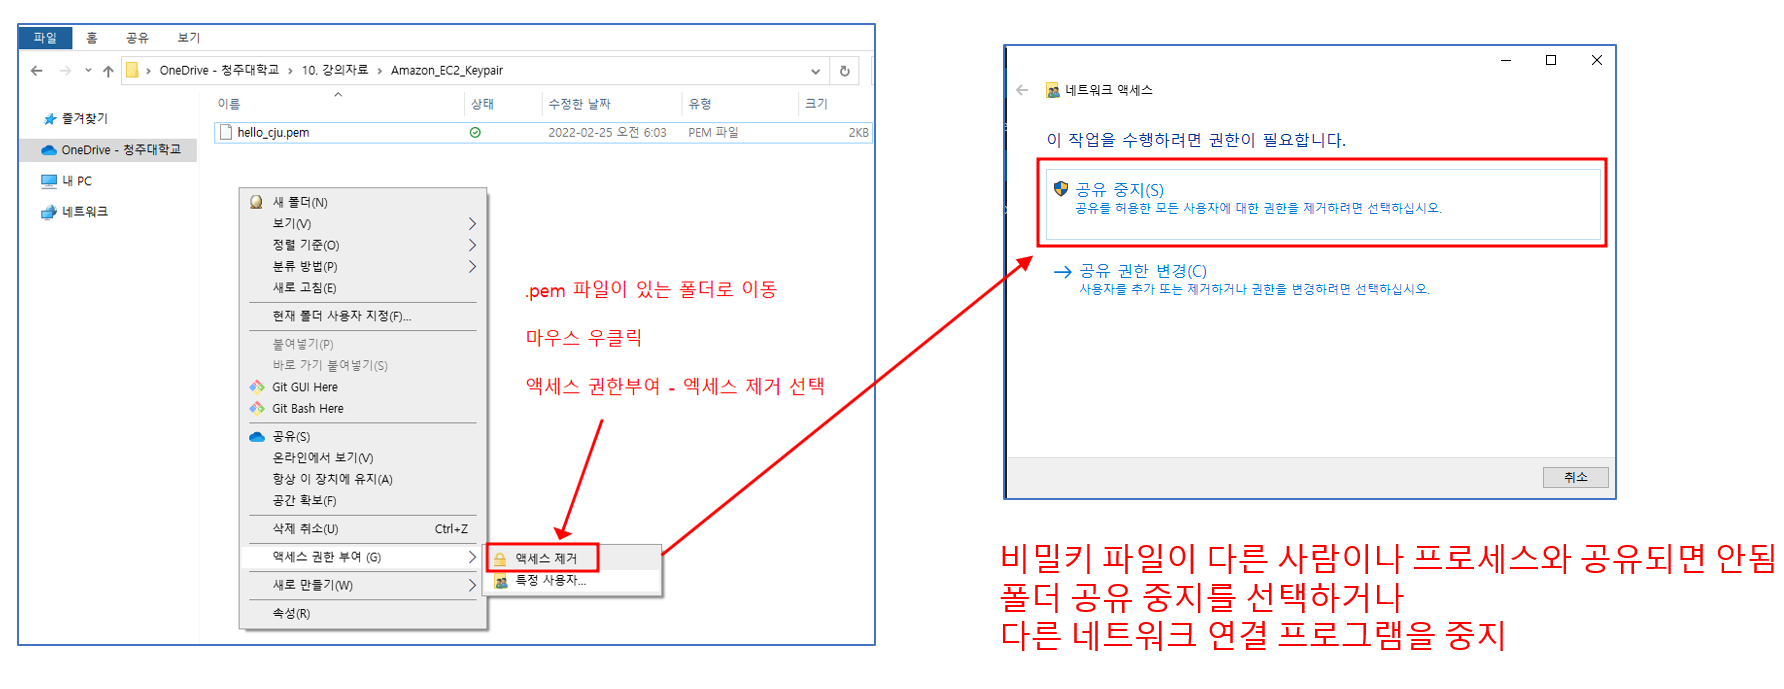 파일 홈 공유 보기
OneDrive - 청주대학교 › 10. 강의자료 › Amazon_EC2_Keypair
이름 상태 수정한 날짜 유형 크기
즐겨찾기
OneDrive - 청주대학교
내 PC
네트워크
hello_cju.pem 2022-02-25 오전 6:03 PEM 파일 2KB
새 폴더(N)
보기(V)
정렬 기준(O)
분류 방법(P)
새로 고침(E)
현재 폴더 사용자 지정(F)...
붙여넣기(P)
바로 가기 붙여넣기(S)
Git GUI Here
Git Bash Here
공유(S)
온라인에서 보기(V)
항상 이 장치에 유지(A)
공간 확보(F)
삭제 취소(U) Ctrl+Z
액세스 권한 부여 (G)
새로 만들기(W)
속성(R)
액세스 제거
특정 사용자...
.pem 파일이 있는 폴더로 이동
마우스 우클릭
액세스 권한부여 - 엑세스 제거 선택
네트워크 액세스
이 작업을 수행하려면 권한이 필요합니다.
공유 중지(S)
공유를 허용한 모든 사용자에 대한 권한을 제거하려면 선택하십시오.
공유 권한 변경(C)
사용자를 추가 또는 제거하거나 권한을 변경하려면 선택하십시오.
취소
비밀키 파일이 다른 사람이나 프로세스와 공유되면 안됨
폴더 공유 중지를 선택하거나
다른 네트워크 연결 프로그램을 중지